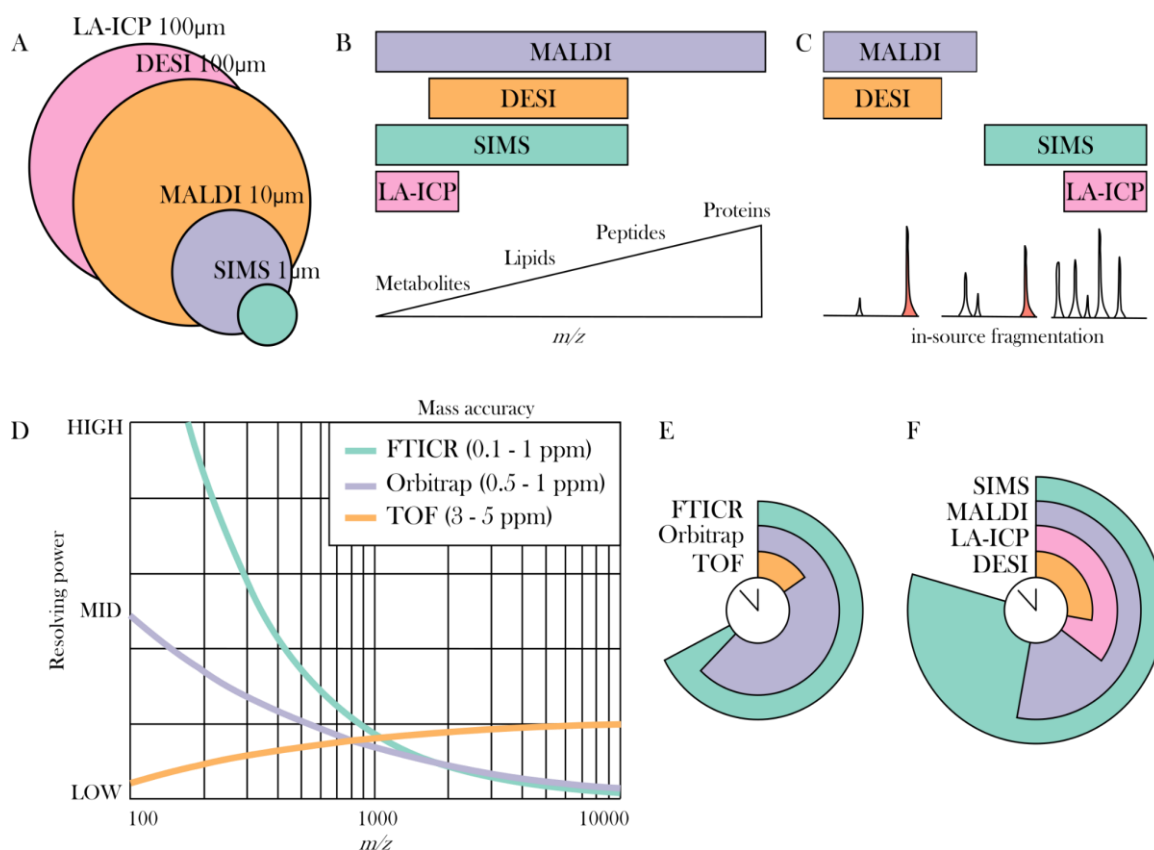 A
LA-ICP 100µm
DESI 100µm
MALDI 10µm
SIMS 1µm
B
MALDI
DESI
SIMS
LA-ICP
Metabolites
Lipids
Peptides
Proteins
m/z
C
MALDI
DESI
SIMS
LA-ICP
in-source fragmentation
D
Mass accuracy
FTICR (0.1 - 1 ppm)
Orbitrap (0.5 - 1 ppm)
TOF (3 - 5 ppm)
HIGH
MID
LOW
Resolving power
100
1000
10000
m/z
E
FTICR
Orbitrap
TOF
F
SIMS
MALDI
LA-ICP
DESI